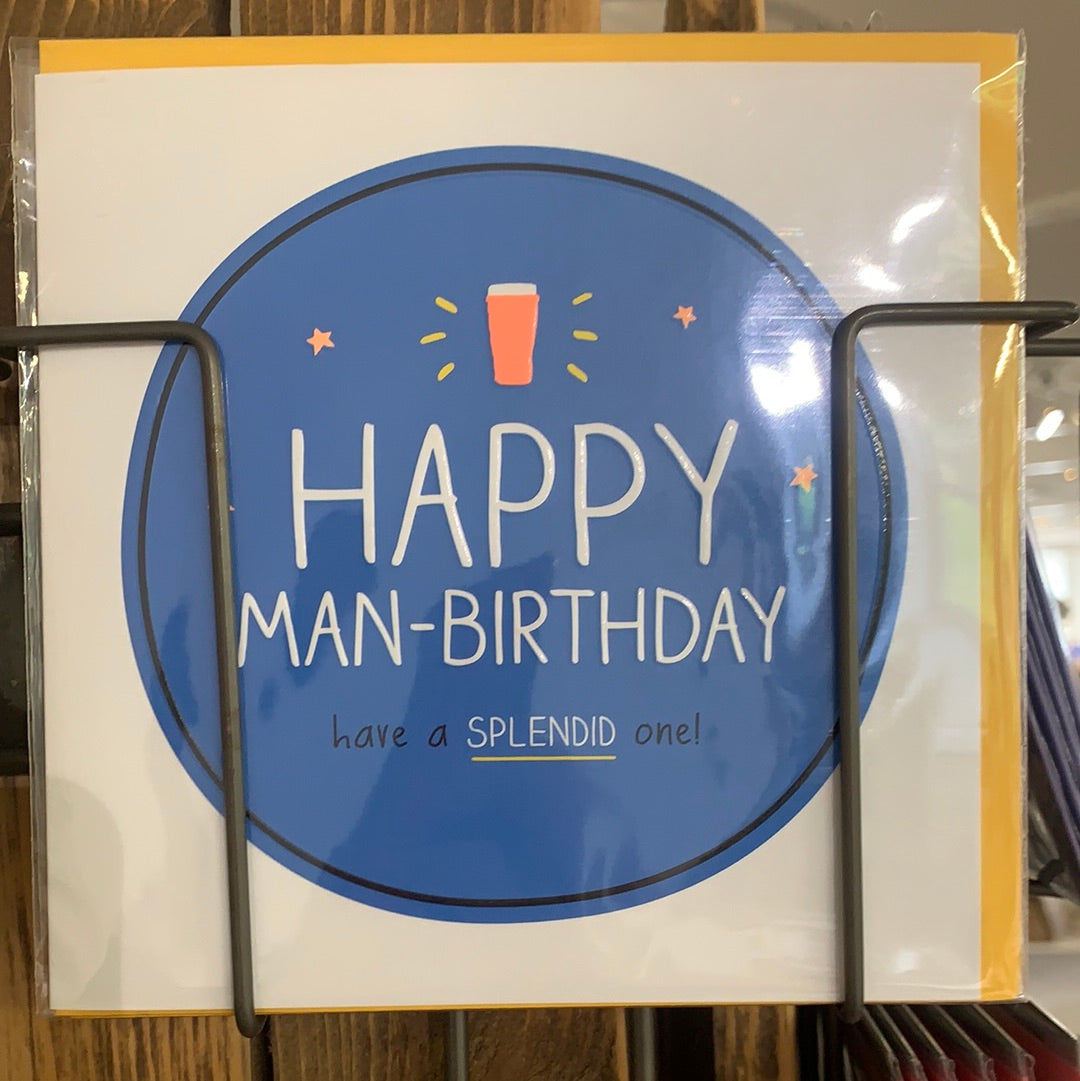 HAPPY
MAN-BIRTHDAY
have a SPLENDID one!